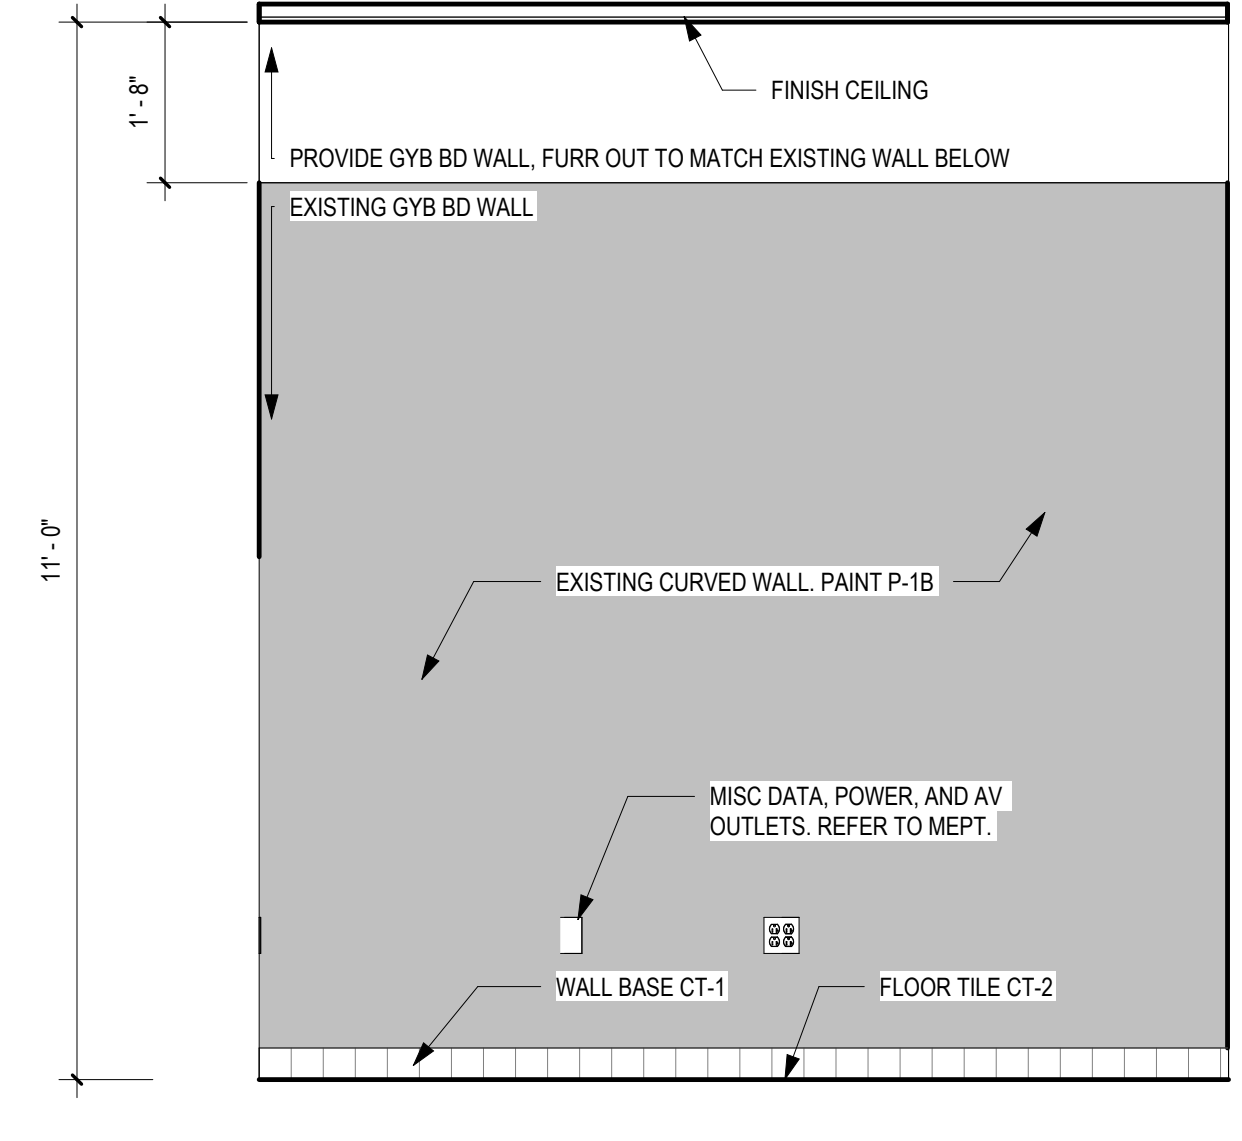 FINISH CEILING
1' - 8"
PROVIDE GYB BD WALL, FURR OUT TO MATCH EXISTING WALL BELOW
EXISTING GYB BD WALL
11' - 0"
EXISTING CURVED WALL. PAINT P-1B
MISC DATA, POWER, AND AV
OUTLETS. REFER TO MEPT.
WALL BASE CT-1
FLOOR TILE CT-2